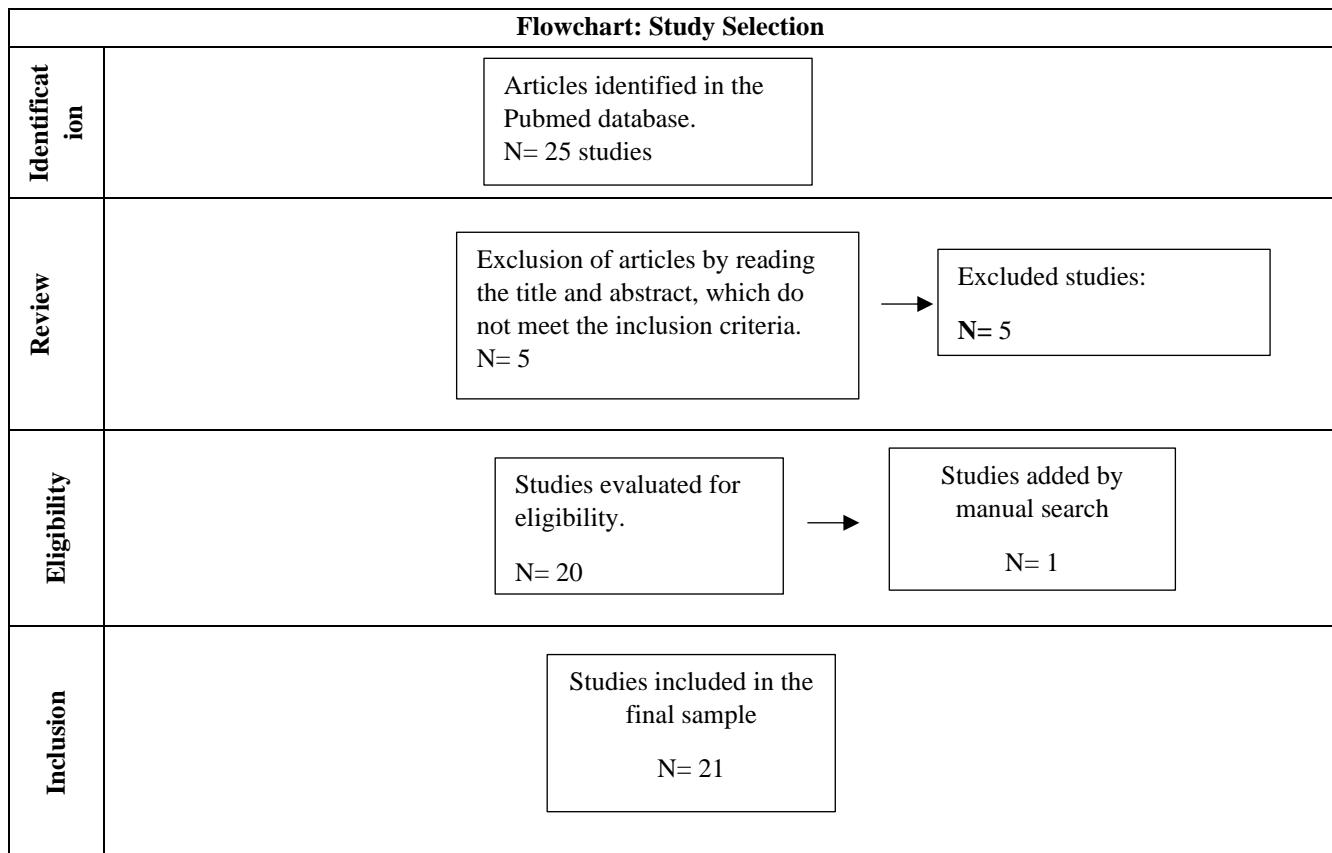 Flowchart: Study Selection
Identificat
ion
Articles identified in the
Pubmed database.
N= 25 studies
Review
Exclusion of articles by reading
the title and abstract, which do
not meet the inclusion criteria.
N= 5
Excluded studies:
N= 5
Eligibility
Studies evaluated for
eligibility.
N= 20
Studies added by
manual search
N= 1
Inclusion
Studies included in the
final sample
N= 21